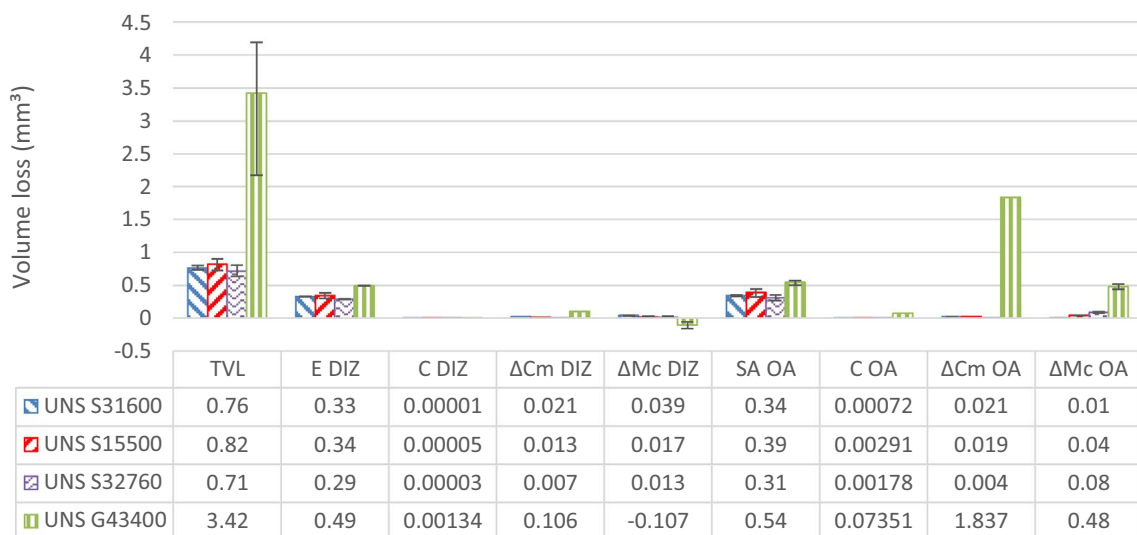 4.5
4
3.5
3
2.5
2
1.5
1
0.5
0
-0.5
Volume loss (mm³)
TVL E DIZ C DIZ ΔCm DIZ ΔMc DIZ SA OA C OA ΔCm OA ΔMc OA
UNS S31600 0.76 0.33 0.00001 0.021 0.039 0.34 0.00072 0.021 0.01
UNS S15500 0.82 0.34 0.00005 0.013 0.017 0.39 0.00291 0.019 0.04
UNS S32760 0.71 0.29 0.00003 0.007 0.013 0.31 0.00178 0.004 0.08
UNS G43400 3.42 0.49 0.00134 0.106 -0.107 0.54 0.07351 1.837 0.48